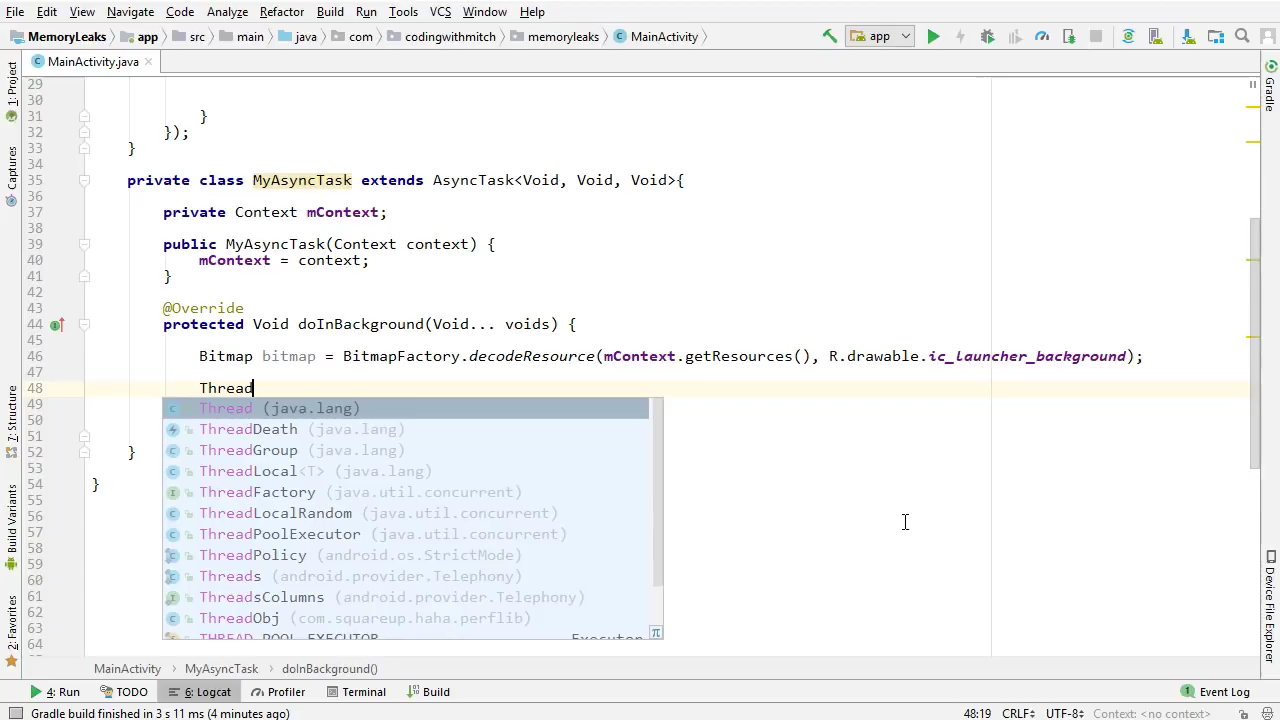 File Edit View Navigate Code Analyze Refactor Build Run Tools VCS Window Help
MemoryLeaks app src main java com codingwithmitch memoryleaks MainActivity app
MainActivity.java
1: Project
Captures
Z: Structure
Build Variants
2: Favorites
Gradle
Device File Explorer
29
30
31 }
32 });
33 }
34
35 private class MyAsyncTask extends AsyncTask<Void, Void, Void>{
36
37 private Context mContext;
38
39 public MyAsyncTask(Context context) {
40 mContext = context;
41 }
42
43 @Override
44 protected Void doInBackground(Void... voids) {
45
46 Bitmap bitmap = BitmapFactory.decodeResource(mContext.getResources(), R.drawable.ic_launcher_background);
47
48 Thread
49
50
51
52 }
53
54 }
55
56
57
58
59
60
61
62
63
64
Thread (java.lang)
ThreadDeath (java.lang)
ThreadGroup (java.lang)
ThreadLocal<T> (java.lang)
ThreadFactory (java.util.concurrent)
ThreadLocalRandom (java.util.concurrent)
ThreadPoolExecutor (java.util.concurrent)
ThreadPolicy (android.os.StrictMode)
Threads (android.provider.Telephony)
ThreadsColumns (android.provider.Telephony)
ThreadObj (com.squareup.haha.perflib)
THREAD_POOL_EXECUTOR Executor
π
MainActivity MyAsyncTask doInBackground()
4: Run TODO 6: Logcat Profiler Terminal Build 1 Event Log
Gradle build finished in 3 s 11 ms (4 minutes ago) 48:19 CRLF UTF-8 Context: <no context>